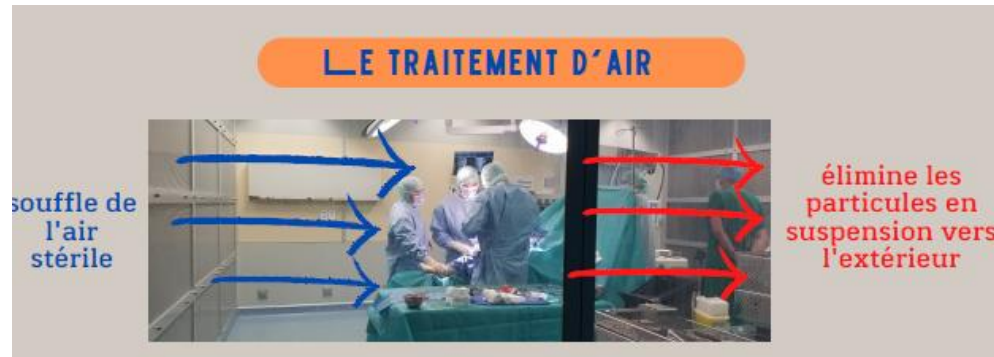 LE TRAITEMENT D'AIR
souffle de
l'air
stérile
élimine les
particules en
suspension vers
l'extérieur